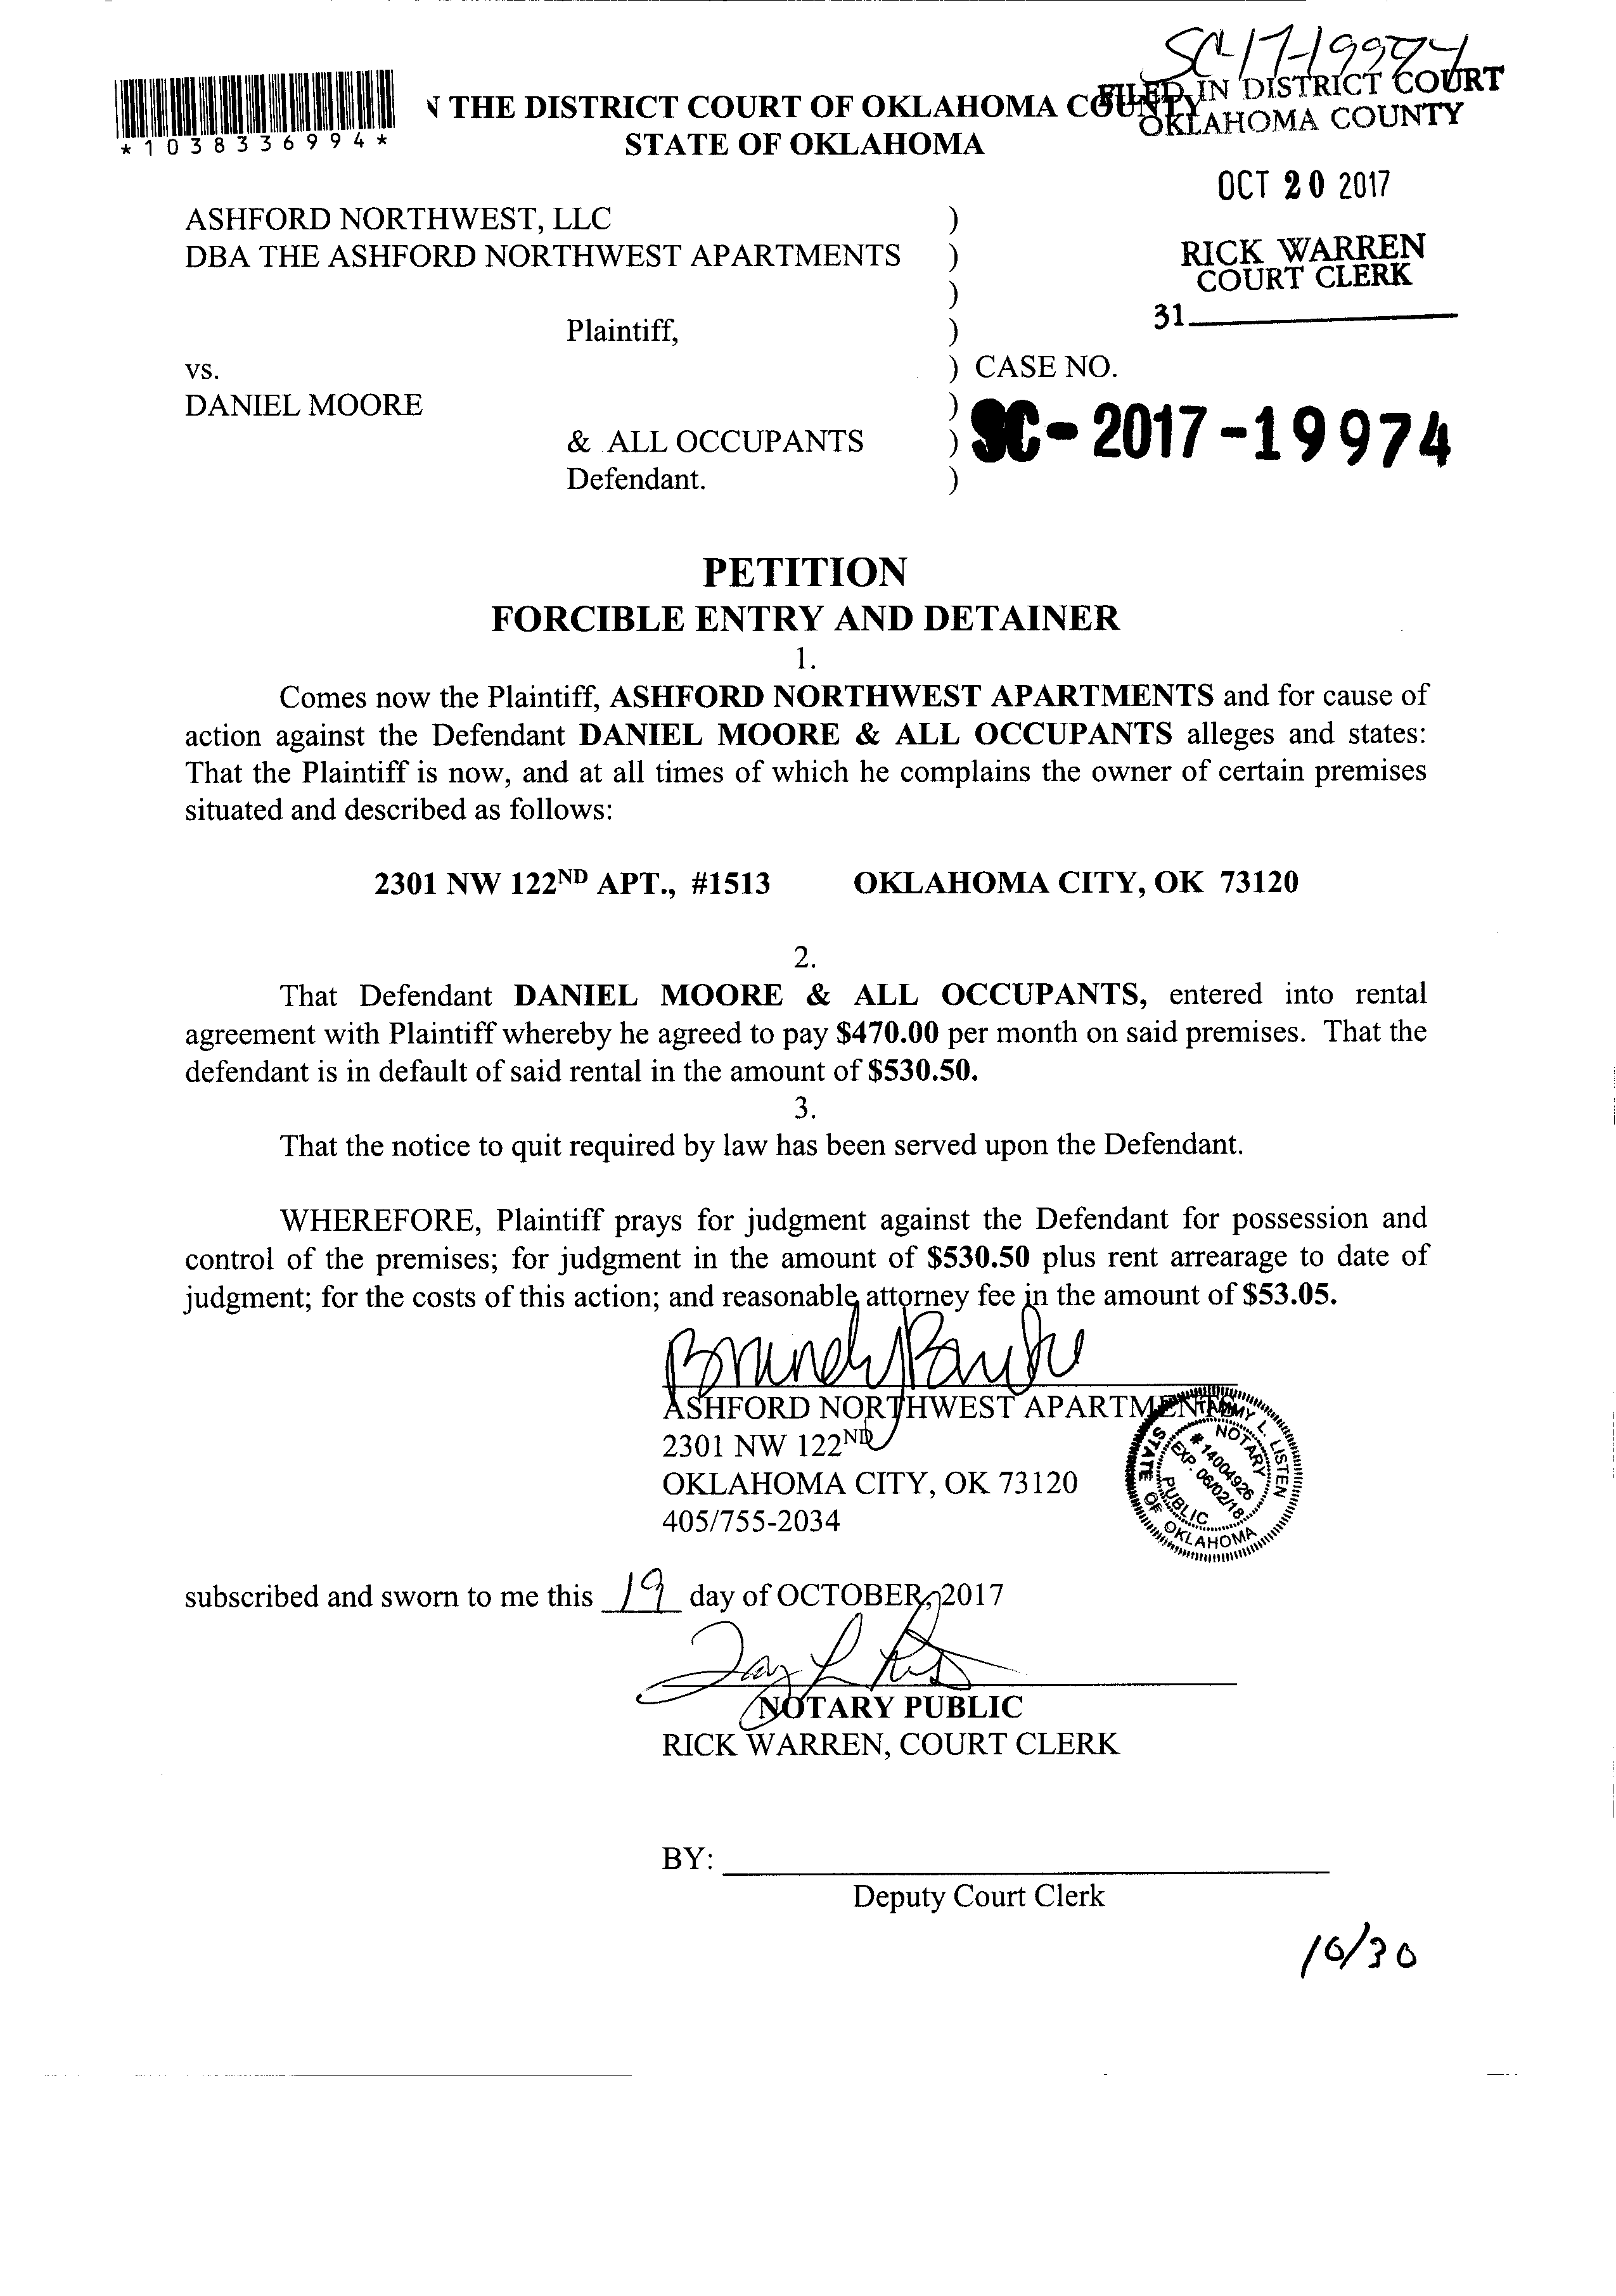 SC-17-19974
FILED IN DISTRICT COURT
OKLAHOMA COUNTY
*1038336994*
N THE DISTRICT COURT OF OKLAHOMA COUNTY
STATE OF OKLAHOMA
OCT 20 2017
RICK WARREN
COURT CLERK
31
ASHFORD NORTHWEST, LLC )
DBA THE ASHFORD NORTHWEST APARTMENTS )
)
Plaintiff, )
vs. ) CASE NO.
DANIEL MOORE )
& ALL OCCUPANTS ) SC-2017-19974
Defendant. )
PETITION
FORCIBLE ENTRY AND DETAINER
1.
Comes now the Plaintiff, ASHFORD NORTHWEST APARTMENTS and for cause of
action against the Defendant DANIEL MOORE & ALL OCCUPANTS alleges and states:
That the Plaintiff is now, and at all times of which he complains the owner of certain premises
situated and described as follows:
2301 NW 122ND APT., #1513 OKLAHOMA CITY, OK 73120
2.
That Defendant DANIEL MOORE & ALL OCCUPANTS, entered into rental
agreement with Plaintiff whereby he agreed to pay $470.00 per month on said premises. That the
defendant is in default of said rental in the amount of $530.50.
3.
That the notice to quit required by law has been served upon the Defendant.
WHEREFORE, Plaintiff prays for judgment against the Defendant for possession and
control of the premises; for judgment in the amount of $530.50 plus rent arrearage to date of
judgment; for the costs of this action; and reasonable attorney fee in the amount of $53.05.
ASHFORD NORTHWEST APARTMENTS
2301 NW 122ND
OKLAHOMA CITY, OK 73120
405/755-2034
TAMMY L. LISTEN
NOTARY
# 14004926
EXP. 06/02/18
PUBLIC
STATE OF OKLAHOMA
subscribed and sworn to me this 19 day of OCTOBER, 2017
NOTARY PUBLIC
RICK WARREN, COURT CLERK
BY:
Deputy Court Clerk
10/30